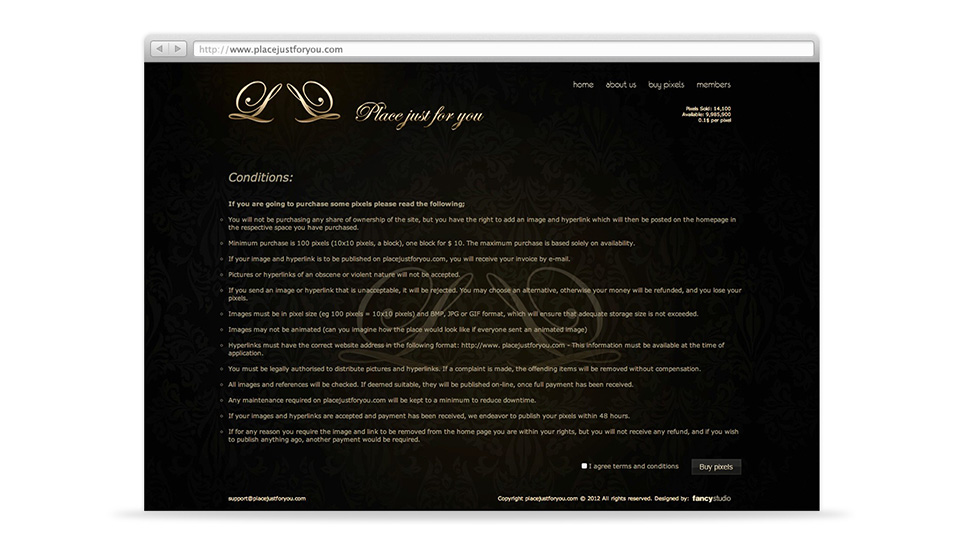 http://www.placejustforyou.com
home about us buy pixels members
Place just for you
Pixels Sold: 14,100
Available: 9,985,900
0.1$ per pixel
Conditions:
If you are going to purchase some pixels please read the following;
You will not be purchasing any share of ownership of the site, but you have the right to add an image and hyperlink which will then be posted on the homepage in
the respective space you have purchased.
Minimum purchase is 100 pixels (10x10 pixels, a block), one block for $ 10. The maximum purchase is based solely on availability.
If your image and hyperlink is to be published on placejustforyou.com, you will receive your invoice by e-mail.
Pictures or hyperlinks of an obscene or violent nature will not be accepted.
If you send an image or hyperlink that is unacceptable, it will be rejected. You may choose an alternative, otherwise your money will be refunded, and you lose your
pixels.
Images must be in pixel size (eg 100 pixels = 10x10 pixels) and BMP, JPG or GIF format, which will ensure that adequate storage size is not exceeded.
Images may not be animated (can you imagine how the place would look like if everyone sent an animated image)
Hyperlinks must have the correct website address in the following format: http://www. placejustforyou.com - This information must be available at the time of
application.
You must be legally authorised to distribute pictures and hyperlinks. If a complaint is made, the offending items will be removed without compensation.
All images and references will be checked. If deemed suitable, they will be published on-line, once full payment has been received.
Any maintenance required on placejustforyou.com will be kept to a minimum to reduce downtime.
If your images and hyperlinks are accepted and payment has been received, we endeavor to publish your pixels within 48 hours.
If for any reason you require the image and link to be removed from the home page you are within your rights, but you will not receive any refund, and if you wish
to publish anything ago, another payment would be required.
I agree terms and conditions Buy pixels
support@placejustforyou.com Copyright placejustforyou.com © 2012 All rights reserved. Designed by: fancystudio